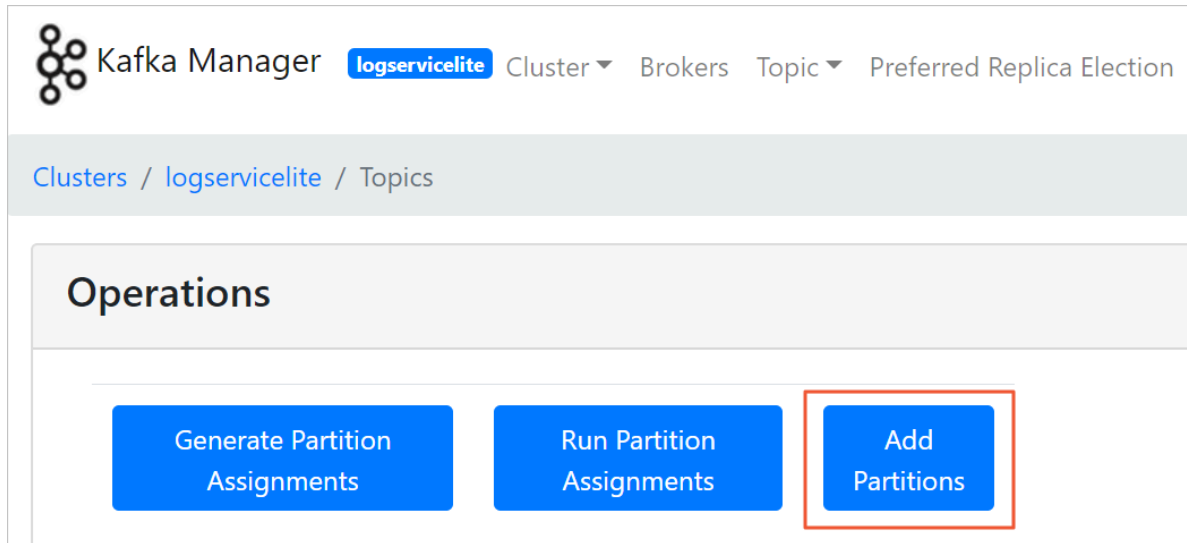 Kafka Manager logservicelite Cluster Brokers Topic Preferred Replica Election
Clusters / logservicelite / Topics
Operations
Generate Partition
Assignments
Run Partition
Assignments
Add
Partitions